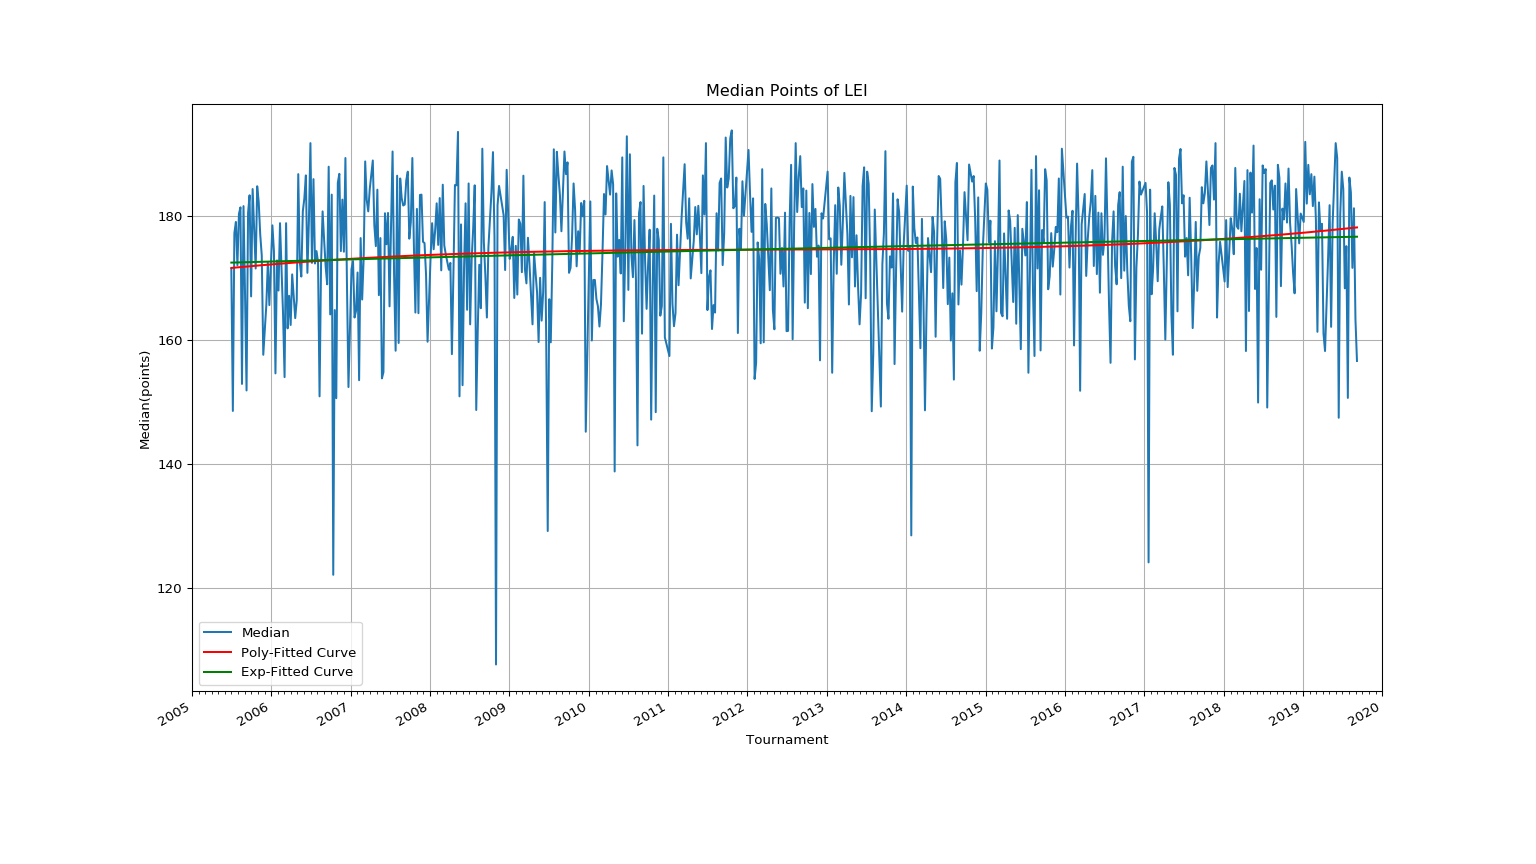 Median Points of LEI
Median(points)
180
160
140
120
Median
Poly-Fitted Curve
Exp-Fitted Curve
2005 2006 2007 2008 2009 2010 2011 2012 2013 2014 2015 2016 2017 2018 2019 2020
Tournament